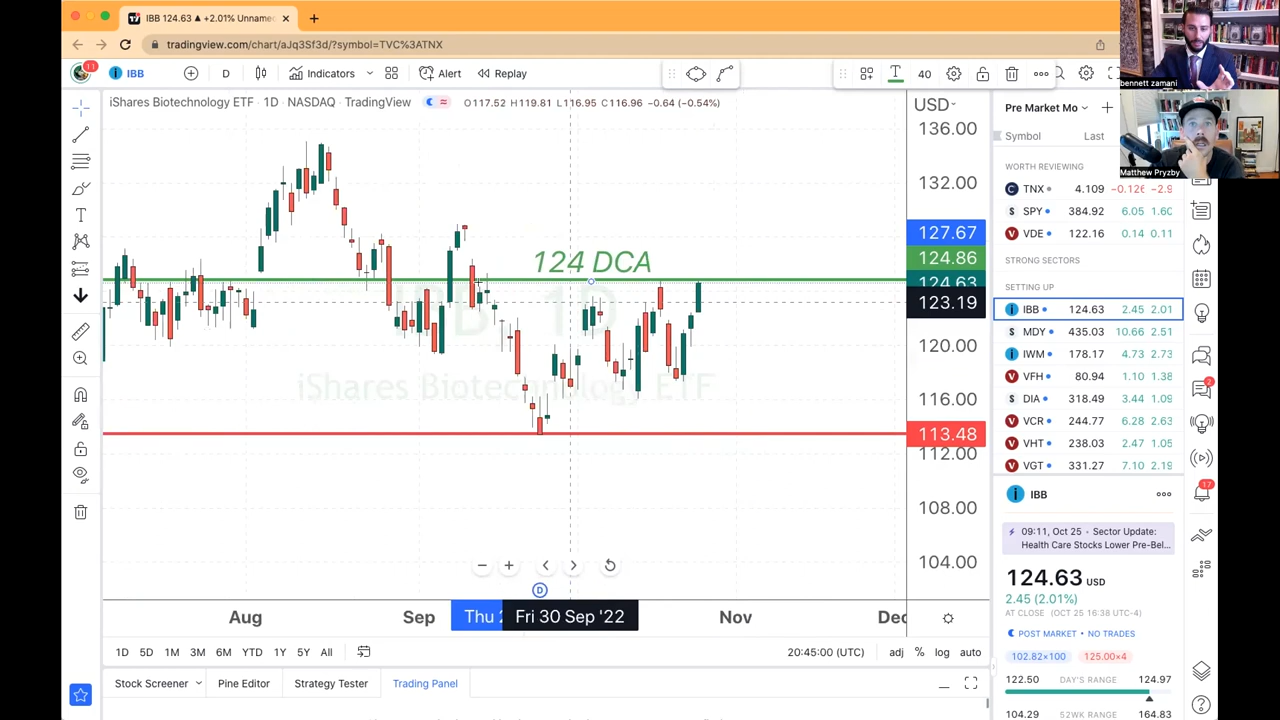 IBB 124.63 ▲ +2.01% Unname
tradingview.com/chart/aJq3Sf3d/?symbol=TVC%3ATNX
11
IBB
D
Indicators
Alert
Replay
40
iShares Biotechnology ETF • 1D • NASDAQ • TradingView
O117.52 H119.81 L116.95 C116.96 −0.64 (−0.54%)
USD
136.00
132.00
127.67
124.86
124.63
123.19
120.00
116.00
113.48
112.00
108.00
104.00
124 DCA
IBB, 1D
iShares Biotechnology ETF
D
Aug
Sep
Thu 2
Fri 30 Sep '22
Nov
Dec
1D 5D 1M 3M 6M YTD 1Y 5Y All
20:45:00 (UTC)
adj % log auto
Stock Screener
Pine Editor
Strategy Tester
Trading Panel
bennett zamani
Matthew Pryzby
Pre Market Mo
Symbol Last
WORTH REVIEWING
TNX 4.109 −0.126 −2.9
SPY 384.92 6.05 1.60
VDE 122.16 0.14 0.11
STRONG SECTORS
SETTING UP
IBB 124.63 2.45 2.01
MDY 435.03 10.66 2.51
IWM 178.17 4.73 2.73
VFH 80.94 1.10 1.38
DIA 318.49 3.44 1.09
VCR 244.77 6.28 2.63
VHT 238.03 2.47 1.05
VGT 331.27 7.10 2.19
IBB
09:11, Oct 25 • Sector Update:
Health Care Stocks Lower Pre-Bel...
124.63 USD
2.45 (2.01%)
AT CLOSE (OCT 25 16:38 UTC-4)
POST MARKET • NO TRADES
102.82×100 125.00×4
122.50 DAY'S RANGE 124.97
104.29 52WK RANGE 164.83
2
17